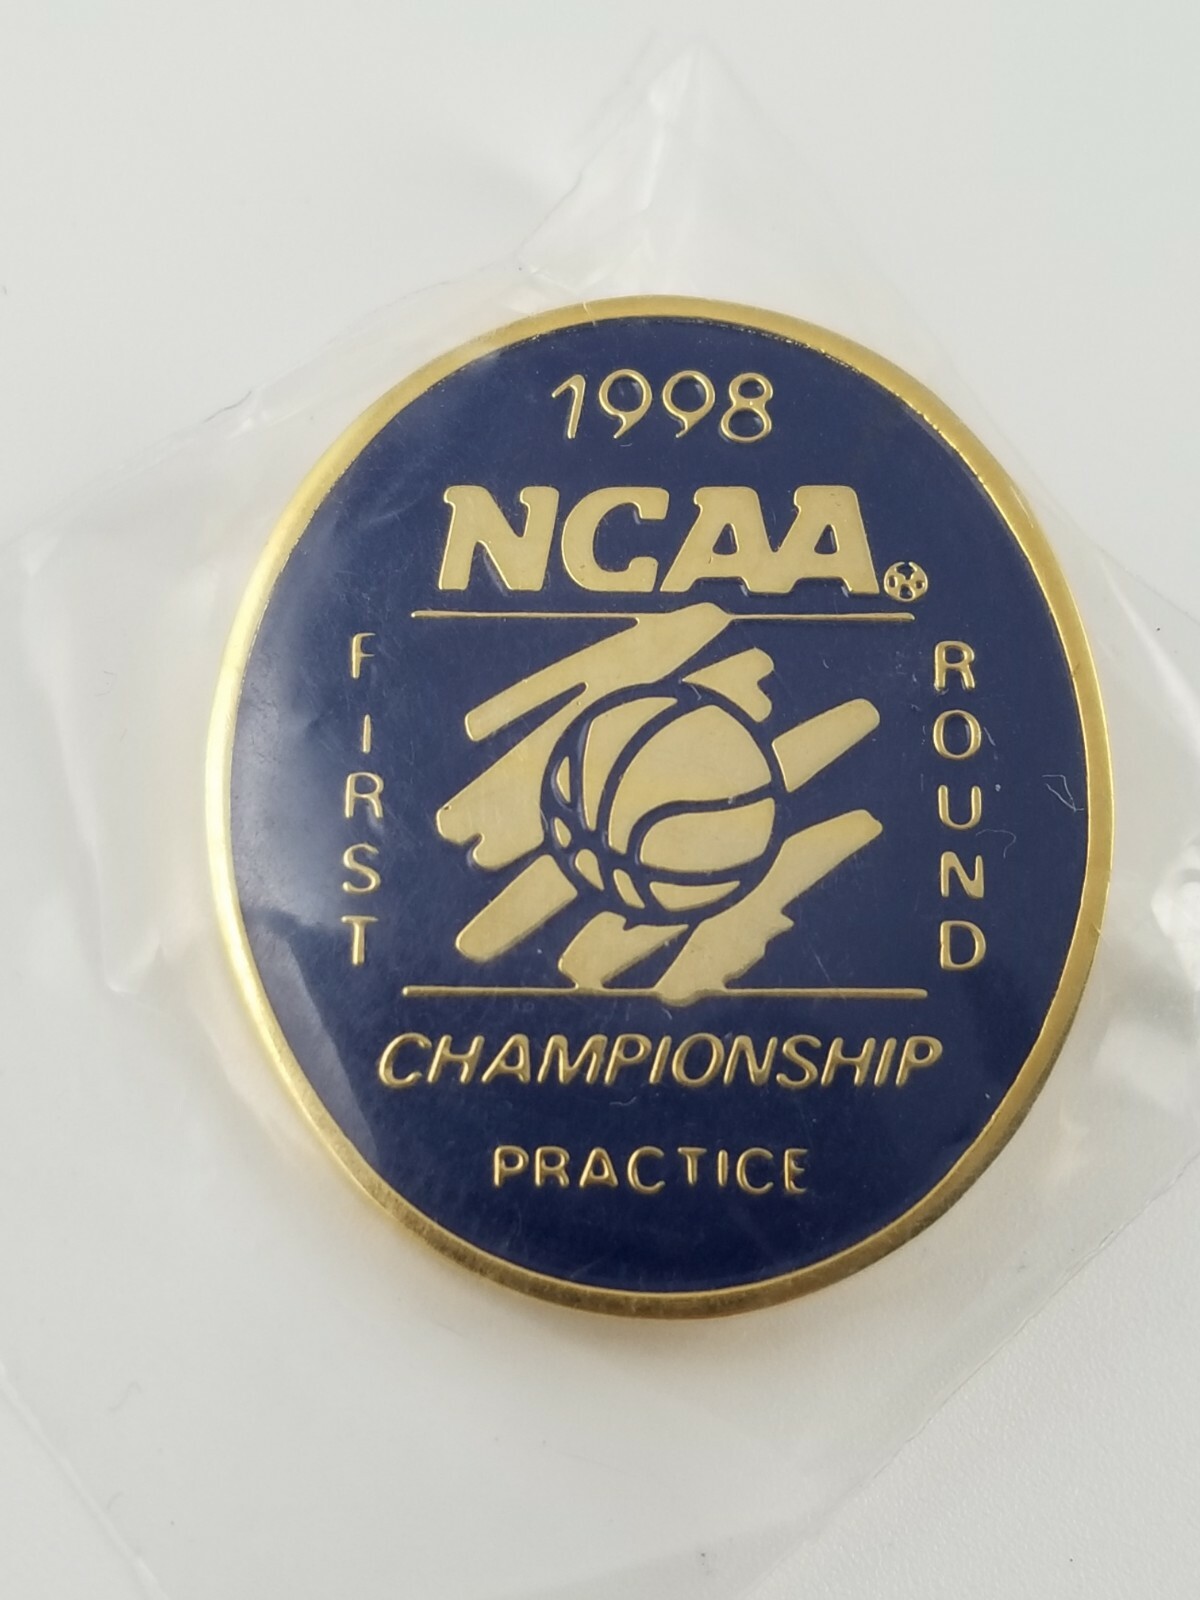 1998
NCAA®
FIRST
ROUND
CHAMPIONSHIP
PRACTICE